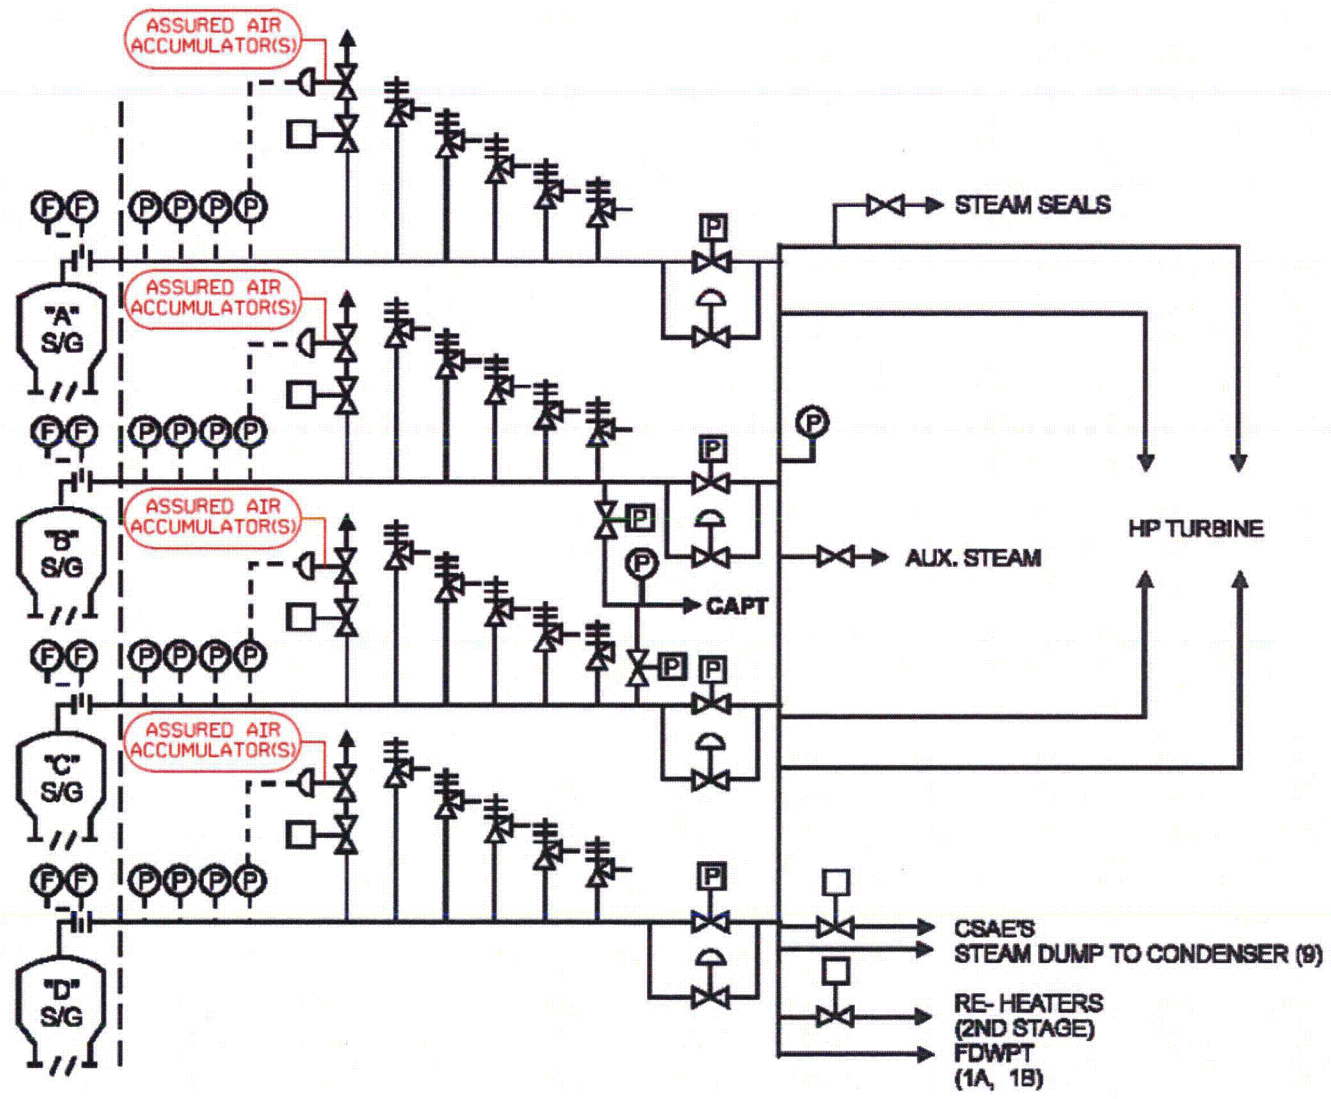 ASSURED AIR
ACCUMULATOR(S)
F F P P P P
P
STEAM SEALS
"A"
S/G
ASSURED AIR
ACCUMULATOR(S)
F F P P P P
P
P
"B"
S/G
ASSURED AIR
ACCUMULATOR(S)
P
P
HP TURBINE
AUX. STEAM
CAPT
F F P P P P
P
P
"C"
S/G
ASSURED AIR
ACCUMULATOR(S)
F F P P P P
P
"D"
S/G
CSAE'S
STEAM DUMP TO CONDENSER (9)
RE- HEATERS
(2ND STAGE)
FDWPT
(1A, 1B)